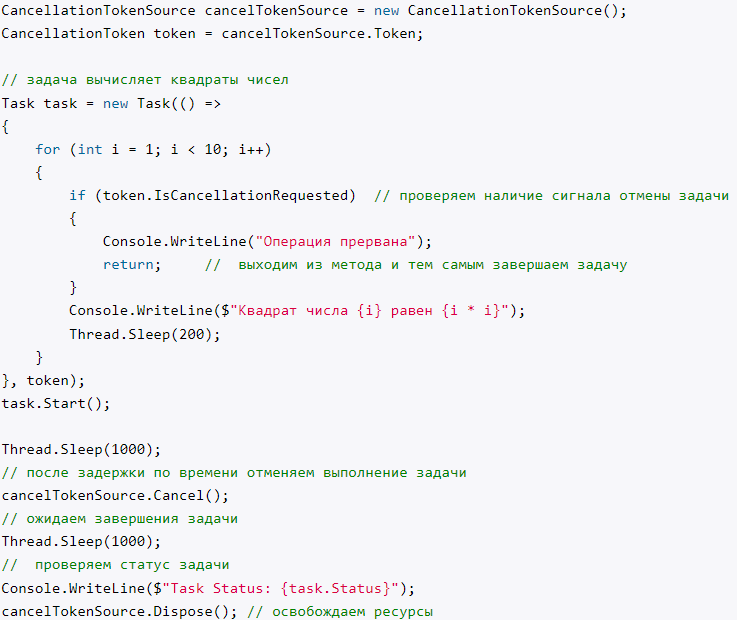 CancellationTokenSource cancelTokenSource = new CancellationTokenSource();
CancellationToken token = cancelTokenSource.Token;

// задача вычисляет квадраты чисел
Task task = new Task(() =>
{
    for (int i = 1; i < 10; i++)
    {
        if (token.IsCancellationRequested)  // проверяем наличие сигнала отмены задачи
        {
            Console.WriteLine("Операция прервана");
            return;     //  выходим из метода и тем самым завершаем задачу
        }
        Console.WriteLine($"Квадрат числа {i} равен {i * i}");
        Thread.Sleep(200);
    }
}, token);
task.Start();

Thread.Sleep(1000);
// после задержки по времени отменяем выполнение задачи
cancelTokenSource.Cancel();
// ожидаем завершения задачи
Thread.Sleep(1000);
//  проверяем статус задачи
Console.WriteLine($"Task Status: {task.Status}");
cancelTokenSource.Dispose(); // освобождаем ресурсы